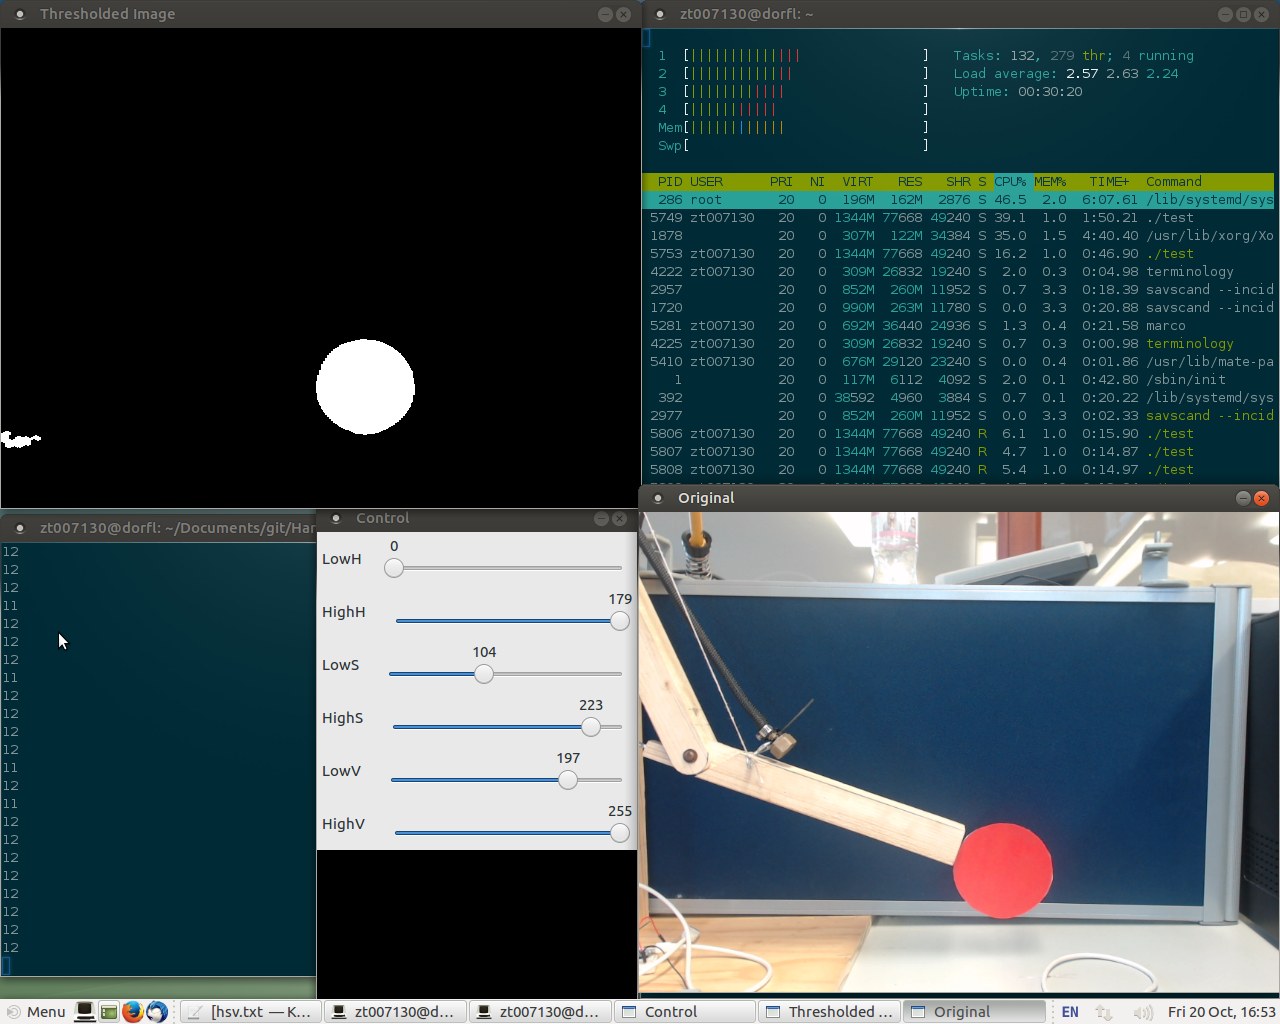 Thresholded Image
zt007130@dorfl: ~
1 [||||||||||||||| ] Tasks: 132, 279 thr; 4 running
2 [|||||||||||||| ] Load average: 2.57 2.63 2.24
3 [||||||||||||| ] Uptime: 00:30:20
4 [|||||||||||| ]
Mem[||||||||||||| ]
Swp[ ]
PID USER PRI NI VIRT RES SHR S CPU% MEM% TIME+ Command
286 root 20 0 196M 162M 2876 S 46.5 2.0 6:07.61 /lib/systemd/sys
5749 zt007130 20 0 1344M 77668 49240 S 39.1 1.0 1:50.21 ./test
1878 20 0 307M 122M 34384 S 35.0 1.5 4:40.40 /usr/lib/xorg/Xo
5753 zt007130 20 0 1344M 77668 49240 S 16.2 1.0 0:46.90 ./test
4222 zt007130 20 0 309M 26832 19240 S 2.0 0.3 0:04.98 terminology
2957 20 0 852M 260M 11952 S 0.7 3.3 0:18.39 savscand --incid
1720 20 0 990M 263M 11780 S 0.0 3.3 0:20.88 savscand --incid
5281 zt007130 20 0 692M 36440 24936 S 1.3 0.4 0:21.58 marco
4225 zt007130 20 0 309M 26832 19240 S 0.7 0.3 0:00.98 terminology
5410 zt007130 20 0 676M 29120 23240 S 0.0 0.4 0:01.86 /usr/lib/mate-pa
1 20 0 117M 6112 4092 S 2.0 0.1 0:42.80 /sbin/init
392 20 0 38592 4960 3884 S 0.7 0.1 0:20.22 /lib/systemd/sys
2977 20 0 852M 260M 11952 S 0.0 3.3 0:02.33 savscand --incid
5806 zt007130 20 0 1344M 77668 49240 R 6.1 1.0 0:15.90 ./test
5807 zt007130 20 0 1344M 77668 49240 R 4.7 1.0 0:14.87 ./test
5808 zt007130 20 0 1344M 77668 49240 R 5.4 1.0 0:14.97 ./test
zt007130@dorfl: ~/Documents/git/Har
12
12
12
11
12
12
12
11
12
12
12
12
11
12
11
12
12
12
12
12
12
12
12
Control
0
LowH
179
HighH
104
LowS
223
HighS
197
LowV
255
HighV
Original
Menu [hsv.txt — K... zt007130@d... zt007130@d... Control Thresholded ... Original EN Fri 20 Oct, 16:53